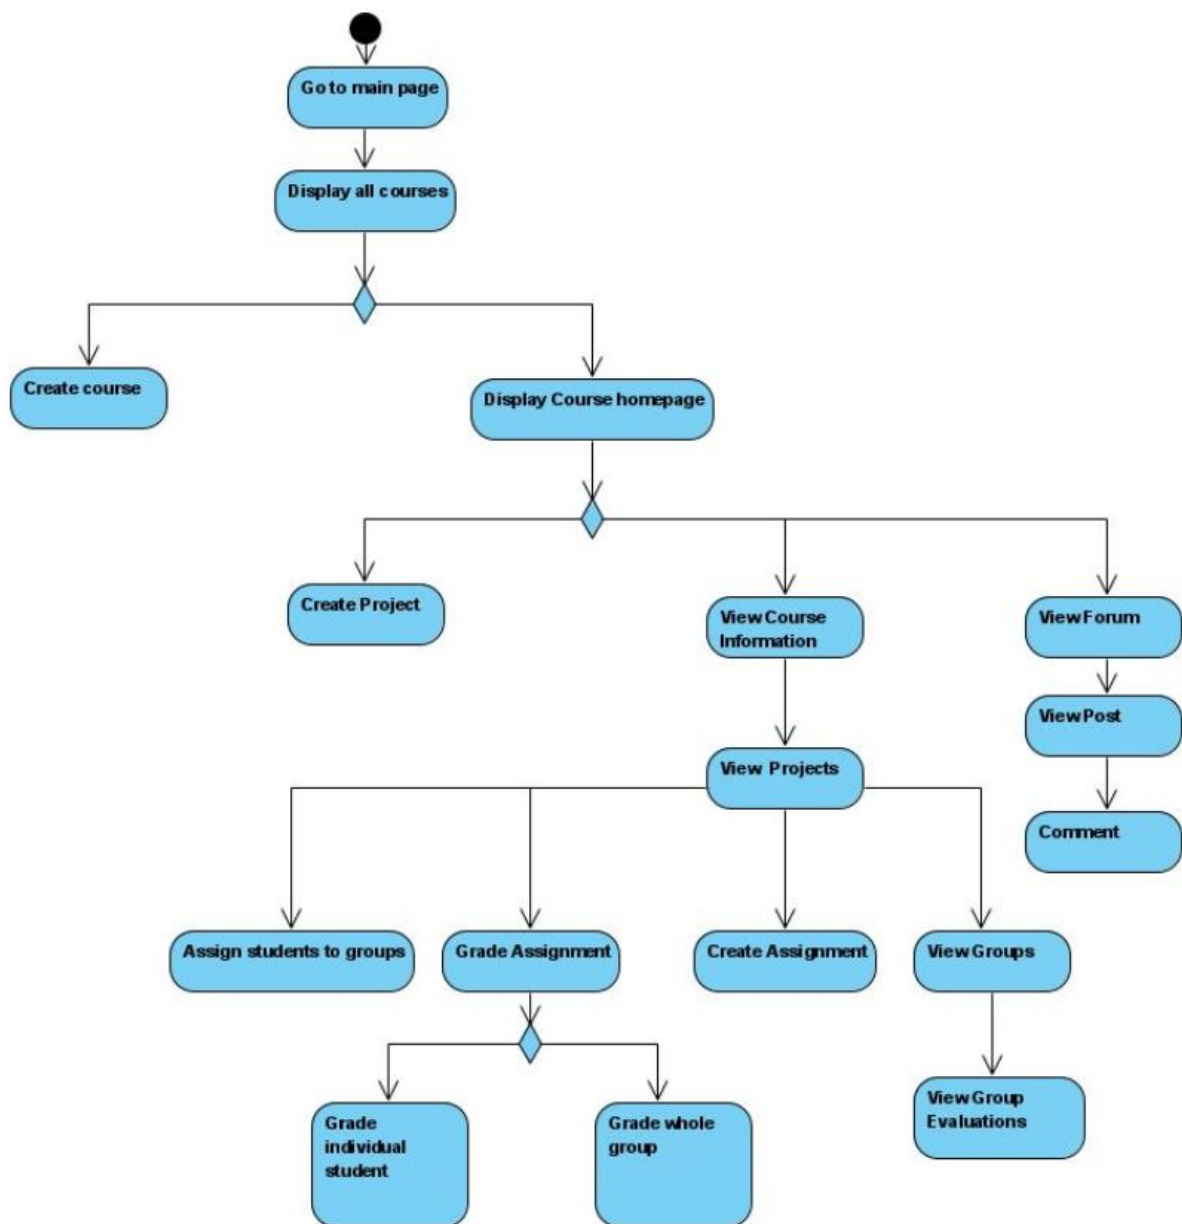 Go to main page
Display all courses
Create course
Display Course homepage
Create Project
View Course
Information
View Forum
View Post
View Projects
Comment
Assign students to groups
Grade Assignment
Create Assignment
View Groups
Grade
individual
student
Grade whole
group
View Group
Evaluations